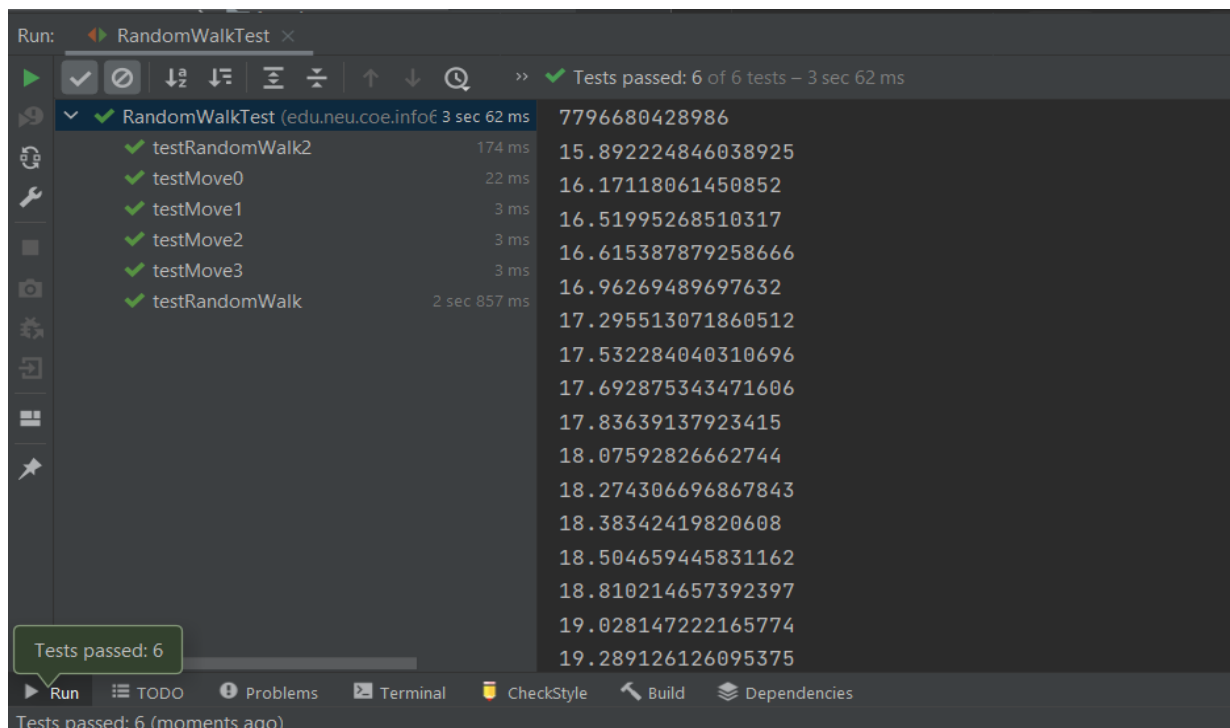 Run: RandomWalkTest
Tests passed: 6 of 6 tests – 3 sec 62 ms
RandomWalkTest (edu.neu.coe.info6 3 sec 62 ms
testRandomWalk2 174 ms
testMove0 22 ms
testMove1 3 ms
testMove2 3 ms
testMove3 3 ms
testRandomWalk 2 sec 857 ms
7796680428986
15.892224846038925
16.17118061450852
16.51995268510317
16.615387879258666
16.96269489697632
17.295513071860512
17.532284040310696
17.692875343471606
17.83639137923415
18.07592826662744
18.274306696867843
18.38342419820608
18.504659445831162
18.810214657392397
19.028147222165774
19.289126126095375
Tests passed: 6
Run TODO Problems Terminal CheckStyle Build Dependencies
Tests passed: 6 (moments ago)